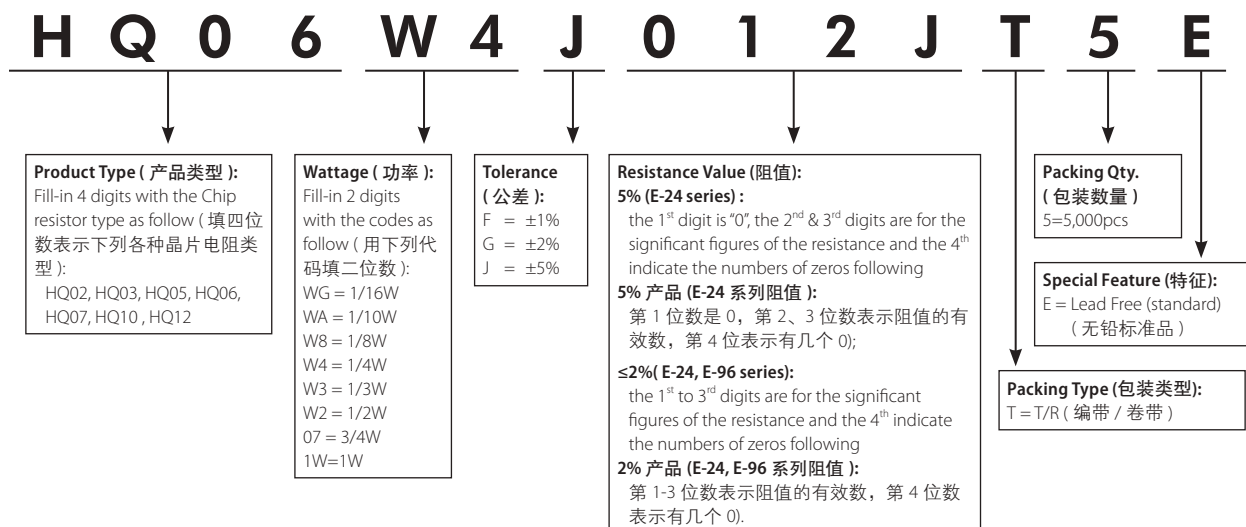 H Q 0 6 W 4 J 0 1 2 J T 5 E
Product Type ( 产品类型 ):
Fill-in 4 digits with the Chip
resistor type as follow ( 填四位
数表示下列各种晶片电阻类
型 ):
HQ02, HQ03, HQ05, HQ06,
HQ07, HQ10 , HQ12
Wattage ( 功率 ):
Fill-in 2 digits
with the codes as
follow ( 用下列代
码填二位数 ):
WG = 1/16W
WA = 1/10W
W8 = 1/8W
W4 = 1/4W
W3 = 1/3W
W2 = 1/2W
07 = 3/4W
1W=1W
Tolerance
( 公差 ):
F = ±1%
G = ±2%
J = ±5%
Resistance Value (阻值):
5% (E-24 series) :
the 1st digit is “0”, the 2nd & 3rd digits are for the
significant figures of the resistance and the 4th
indicate the numbers of zeros following
5% 产品 (E-24 系列阻值 ):
第 1 位数是 0，第 2、3 位数表示阻值的有
效数，第 4 位表示有几个 0);
≤2%( E-24, E-96 series):
the 1st to 3rd digits are for the significant
figures of the resistance and the 4th indicate
the numbers of zeros following
2% 产品 (E-24, E-96 系列阻值 ):
第 1-3 位数表示阻值的有效数，第 4 位数
表示有几个 0).
Packing Qty.
( 包装数量 )
5=5,000pcs
Special Feature (特征):
E = Lead Free (standard)
( 无铅标准品 )
Packing Type (包装类型):
T = T/R ( 编带 / 卷带 )